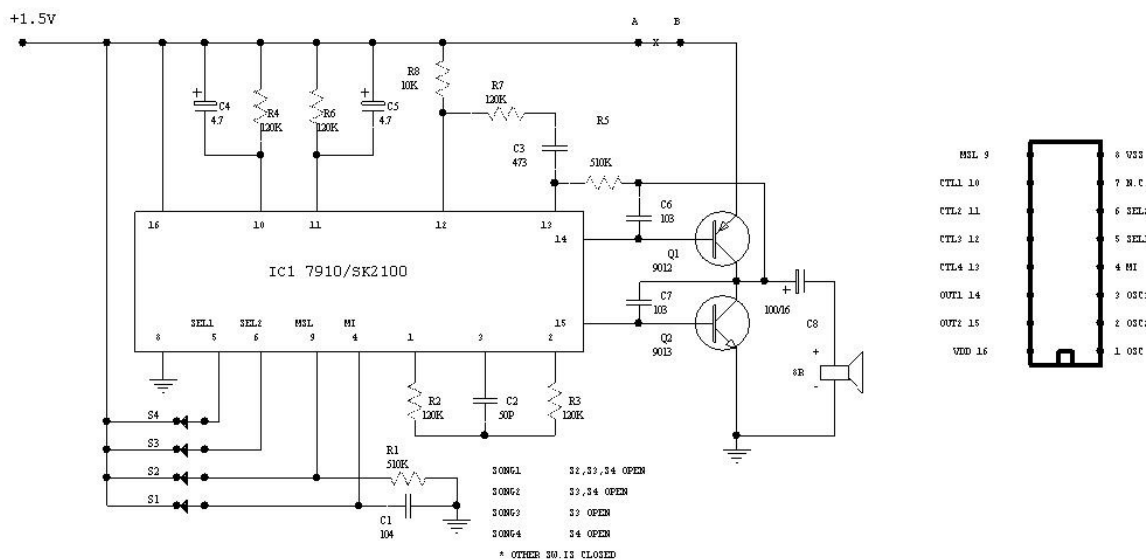 +1.5V
A B
X
R8
10K
R7
120K
+
C4
4.7
R4
120K
R6
120K
+
C5
4.7
R5
C3
473
510K
C6
103
16 10 11 12 13
14
Q1
9012
IC1 7910/SK2100
C7
103
+
100/16
C8
15
Q2
9013
SEL1 SEL2 MSL MI
8 5 6 9 4 1 3 2
+
8R
-
R2
120K
C2
50P
R3
120K
S4
S3
S2
S1
R1
510K
C1
104
SONG1 S2,S3,S4 OPEN
SONG2 S3,S4 OPEN
SONG3 S3 OPEN
SONG4 S4 OPEN
* OTHER SW.IS CLOSED
MSL 9 8 VSS
CTL1 10 7 N.C
CTL2 11 6
CTL3 12 5
CTL4 13 4 MI
OUT1 14 3
OUT2 15 2
VDD 16 1 OSC